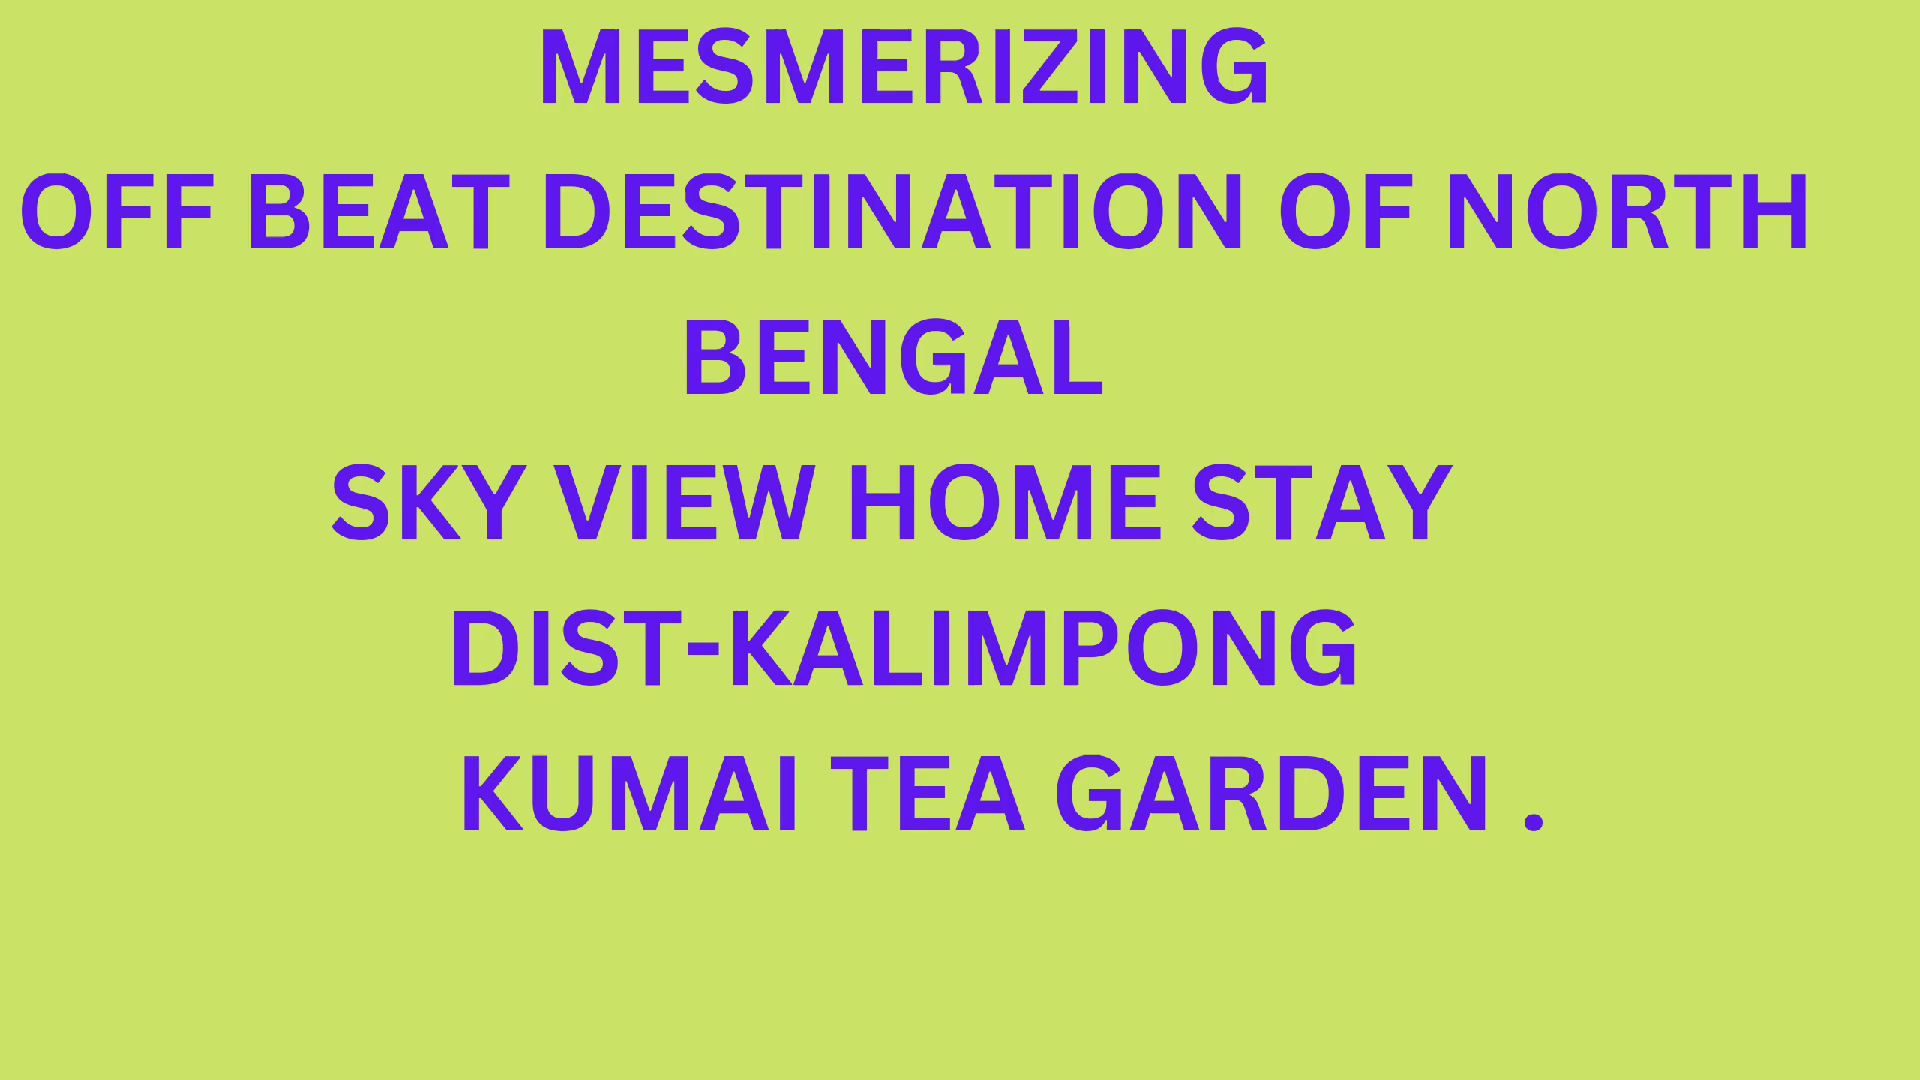 MESMERIZING
OFF BEAT DESTINATION OF NORTH
BENGAL
SKY VIEW HOME STAY
DIST-KALIMPONG
KUMAI TEA GARDEN .